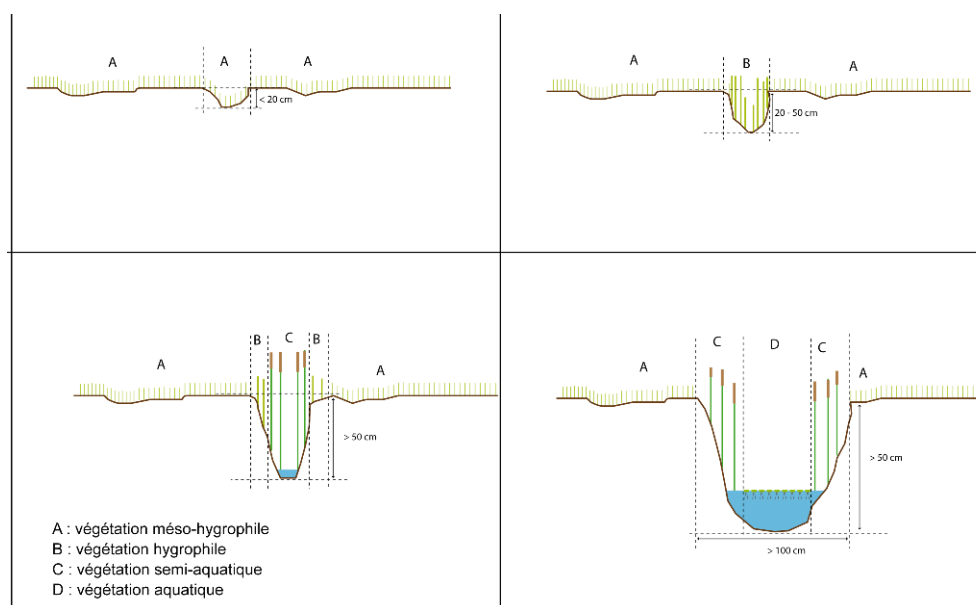 A A A
< 20 cm
A B A
20 - 50 cm
B C B
A A
> 50 cm
C D C
A A
> 50 cm
> 100 cm
A : végétation méso-hygrophile
B : végétation hygrophile
C : végétation semi-aquatique
D : végétation aquatique